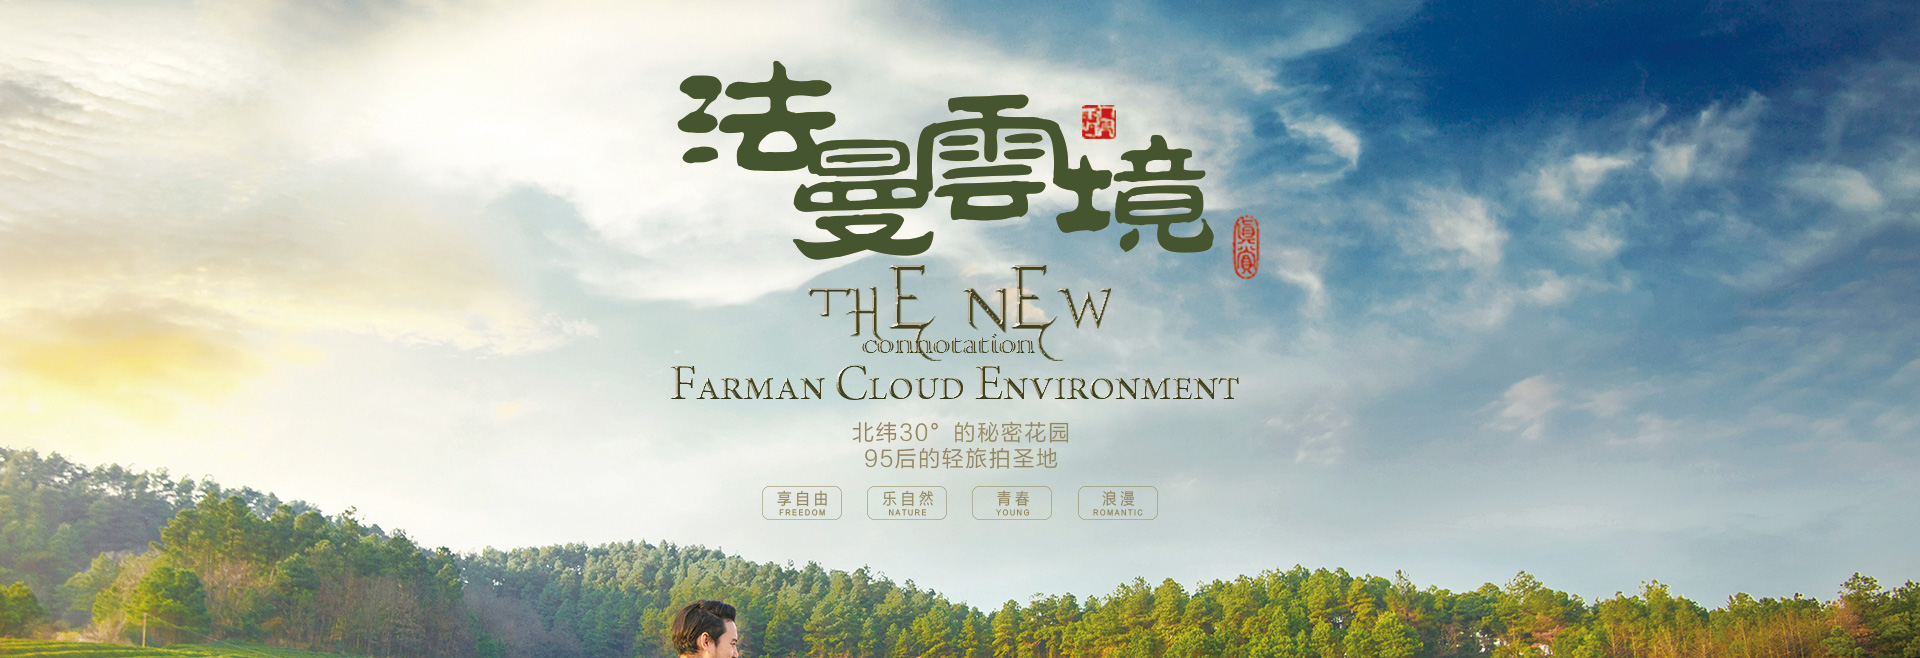 法曼雲境
THE NEW
connotation
FARMAN CLOUD ENVIRONMENT
北纬30°的秘密花园
95后的轻旅拍圣地
享自由 乐自然 青春 浪漫
FREEDOM NATURE YOUNG ROMANTIC